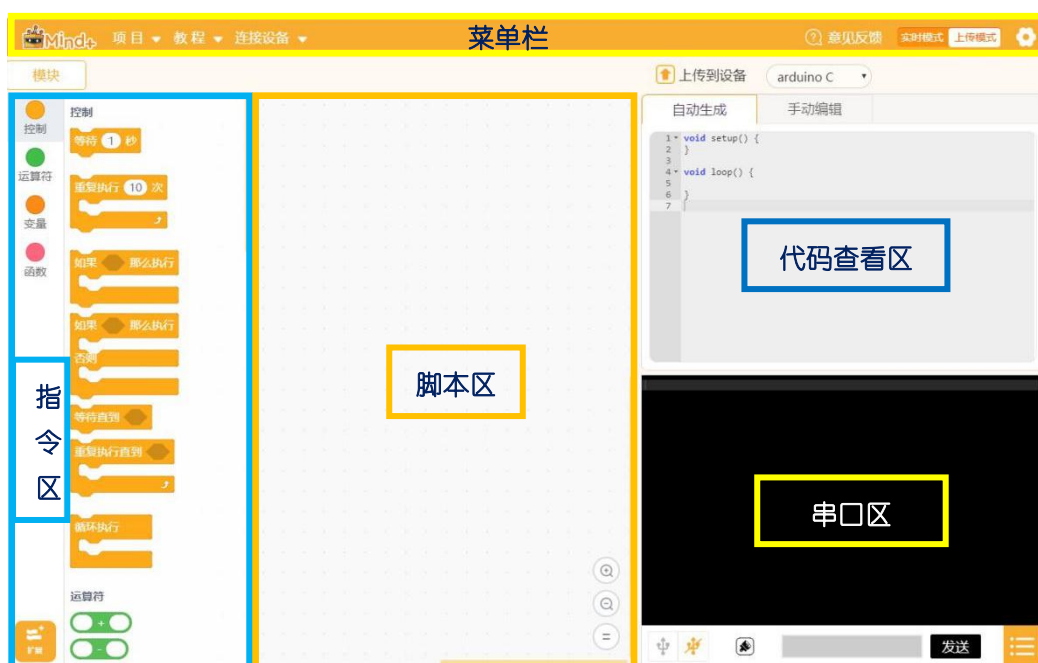 Mind+ 项目 教程 连接设备 菜单栏 意见反馈 实时模式 上传模式
模块
上传到设备 arduino C
自动生成 手动编辑
控制
运算符
变量
函数
控制
等待 1 秒
重复执行 10 次
如果 那么执行
如果 那么执行
否则
等待直到
重复执行直到
循环执行
运算符
+
-
指
令
区
扩展
脚本区
=
1 void setup() {
2 }
3
4 void loop() {
5
6 }
7
代码查看区
串口区
发送